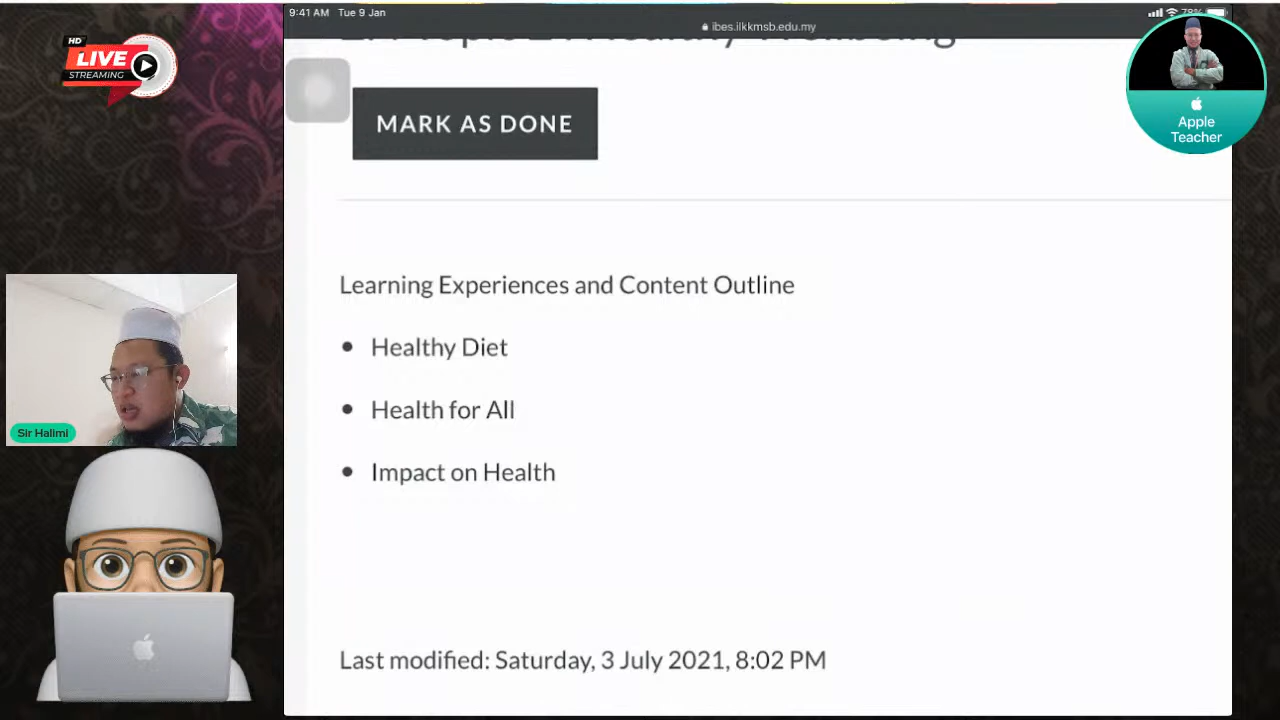 9:41 AM Tue 9 Jan
78%
ibes.ilkkmsb.edu.my
HD
LIVE
STREAMING
Apple
Teacher
MARK AS DONE
Learning Experiences and Content Outline
• Healthy Diet
• Health for All
• Impact on Health
Sir Halimi
Last modified: Saturday, 3 July 2021, 8:02 PM